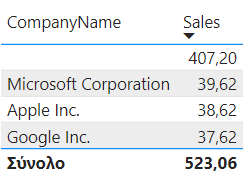 CompanyName Sales
407,20
Microsoft Corporation 39,62
Apple Inc. 38,62
Google Inc. 37,62
Σύνολο 523,06